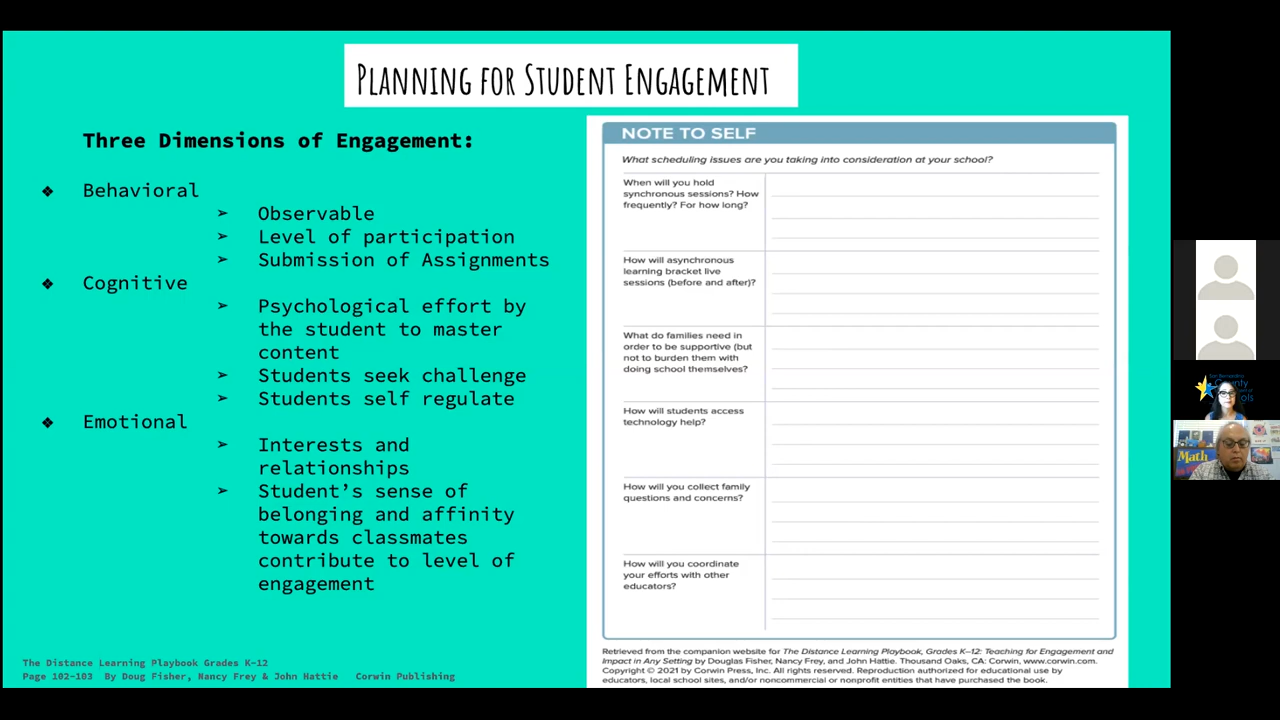 Planning for Student Engagement
Three Dimensions of Engagement:
❖ Behavioral
➢ Observable
➢ Level of participation
➢ Submission of Assignments
❖ Cognitive
➢ Psychological effort by
the student to master
content
➢ Students seek challenge
➢ Students self regulate
❖ Emotional
➢ Interests and
relationships
➢ Student’s sense of
belonging and affinity
towards classmates
contribute to level of
engagement
The Distance Learning Playbook Grades K-12
Page 102-103 By Doug Fisher, Nancy Frey & John Hattie Corwin Publishing
NOTE TO SELF
What scheduling issues are you taking into consideration at your school?
When will you hold
synchronous sessions? How
frequently? For how long?
How will asynchronous
learning bracket live
sessions (before and after)?
What do families need in
order to be supportive (but
not to burden them with
doing school themselves?
How will students access
technology help?
How will you collect family
questions and concerns?
How will you coordinate
your efforts with other
educators?
Retrieved from the companion website for The Distance Learning Playbook, Grades K–12: Teaching for Engagement and
Impact in Any Setting by Douglas Fisher, Nancy Frey, and John Hattie. Thousand Oaks, CA: Corwin, www.corwin.com.
Copyright © 2021 by Corwin Press, Inc. All rights reserved. Reproduction authorized for educational use by
educators, local school sites, and/or noncommercial or nonprofit entities that have purchased the book.
San Bernardino
County
Math